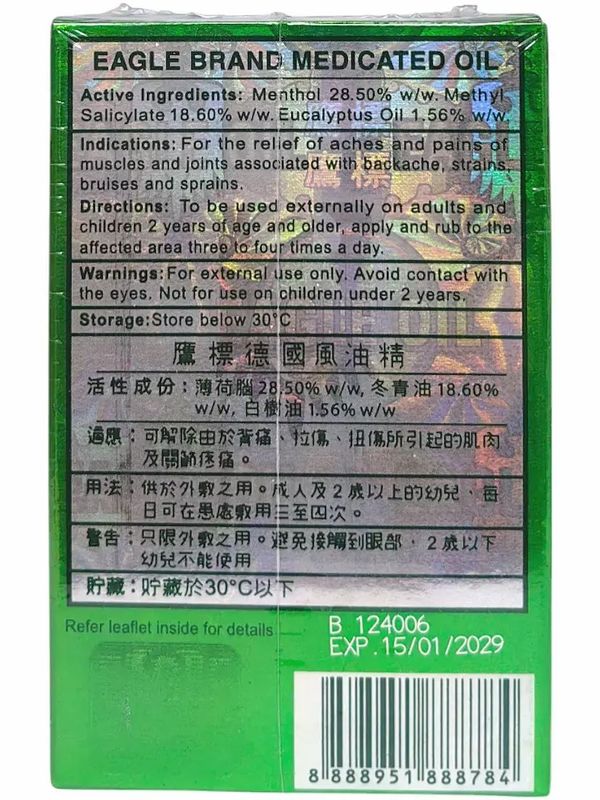 EAGLE BRAND MEDICATED OIL
Active Ingredients: Menthol 28.50% w/w. Methyl
Salicylate 18.60% w/w. Eucalyptus Oil 1.56% w/w.
Indications: For the relief of aches and pains of
muscles and joints associated with backache, strains,
bruises and sprains.
Directions: To be used externally on adults and
children 2 years of age and older, apply and rub to the
affected area three to four times a day.
Warnings: For external use only. Avoid contact with
the eyes. Not for use on children under 2 years.
Storage: Store below 30°C
鷹標德國風油精
活性成份：薄荷腦 28.50% w/w, 冬青油 18.60%
w/w, 白樹油 1.56% w/w
適應：可解除由於背痛、拉傷、扭傷所引起的肌肉
及關節疼痛。
用法：供於外敷之用。成人及2歲以上的幼兒、每
日可在患處敷用三至四次。
警告：只限外敷之用。避免接觸到眼部、2歲以下
幼兒不能使用
貯藏：貯藏於30°C以下
Refer leaflet inside for details
B 124006
EXP.15/01/2029
8 888951 888784